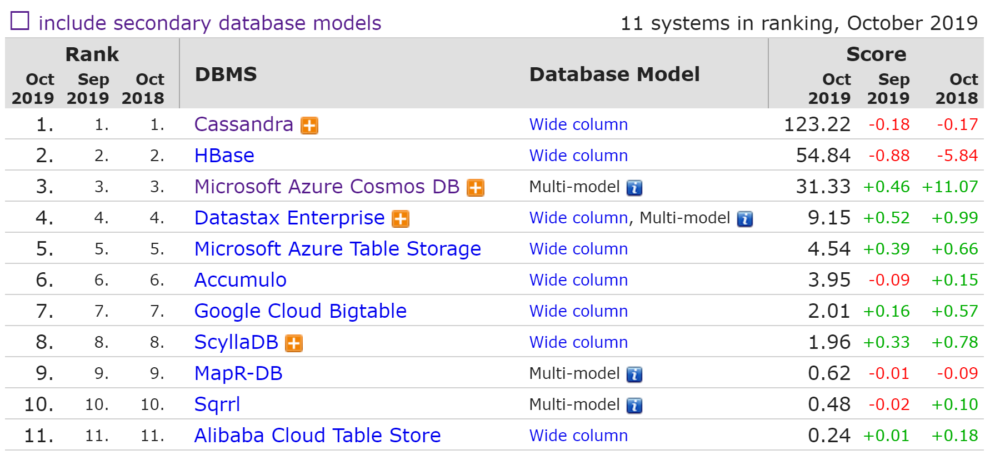 include secondary database models 11 systems in ranking, October 2019
Rank Score
DBMS Database Model
Oct Sep Oct Oct Sep Oct
2019 2019 2018 2019 2019 2018
1. 1. 1. Cassandra Wide column 123.22 -0.18 -0.17
2. 2. 2. HBase Wide column 54.84 -0.88 -5.84
3. 3. 3. Microsoft Azure Cosmos DB Multi-model 31.33 +0.46 +11.07
4. 4. 4. Datastax Enterprise Wide column, Multi-model 9.15 +0.52 +0.99
5. 5. 5. Microsoft Azure Table Storage Wide column 4.54 +0.39 +0.66
6. 6. 6. Accumulo Wide column 3.95 -0.09 +0.15
7. 7. 7. Google Cloud Bigtable Wide column 2.01 +0.16 +0.57
8. 8. 8. ScyllaDB Wide column 1.96 +0.33 +0.78
9. 9. 9. MapR-DB Multi-model 0.62 -0.01 -0.09
10. 10. 10. Sqrrl Multi-model 0.48 -0.02 +0.10
11. 11. 11. Alibaba Cloud Table Store Wide column 0.24 +0.01 +0.18